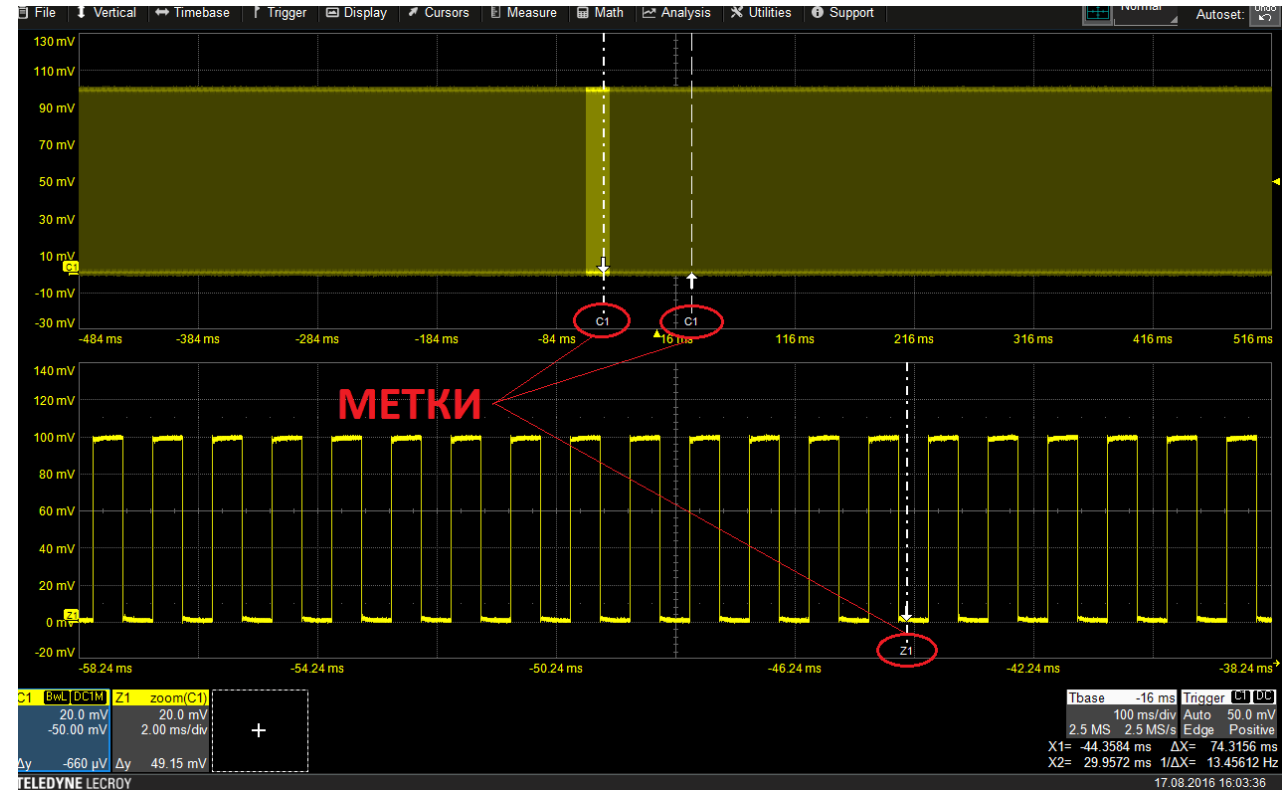 File Vertical Timebase Trigger Display Cursors Measure Math Analysis Utilities Support Normal Autoset: Undo
130 mV
110 mV
90 mV
70 mV
50 mV
30 mV
10 mV
C1
-10 mV
-30 mV
C1 C1
-484 ms -384 ms -284 ms -184 ms -84 ms 16 ms 116 ms 216 ms 316 ms 416 ms 516 ms
140 mV
120 mV
МЕТКИ
100 mV
80 mV
60 mV
40 mV
20 mV
Z1
0 mV
-20 mV
Z1
-58.24 ms -54.24 ms -50.24 ms -46.24 ms -42.24 ms -38.24 ms
C1 BwL DC1M Z1 zoom(C1) Tbase -16 ms Trigger C1 DC
20.0 mV 20.0 mV 100 ms/div Auto 50.0 mV
-50.00 mV 2.00 ms/div + 2.5 MS 2.5 MS/s Edge Positive
X1= -44.3584 ms ΔX= 74.3156 ms
Δy -660 µV Δy 49.15 mV X2= 29.9572 ms 1/ΔX= 13.45612 Hz
TELEDYNE LECROY 17.08.2016 16:03:36